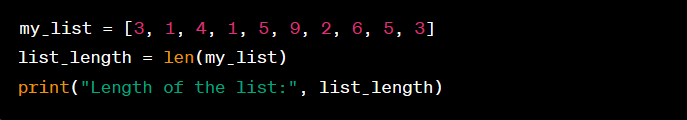 my_list = [3, 1, 4, 1, 5, 9, 2, 6, 5, 3]
list_length = len(my_list)
print("Length of the list:", list_length)